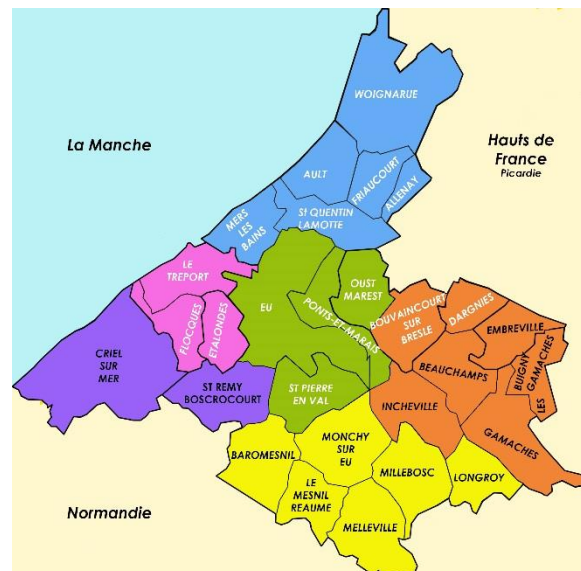 WOIGNARUE
La Manche
Hauts de
France
Picardie
AULT
FRIAUCOURT
ALLENAY
MERS
LES
BAINS
St QUENTIN
LAMOTTE
LE
TREPORT
OUST
MAREST
EU
PONTS-ET-MARAIS
FLOCQUES
ETALONDES
BOUVAINCOURT
SUR
BRESLE
DARGNIES
EMBREVILLE
CRIEL
SUR
MER
BEAUCHAMPS
BUIGNY
LES
GAMACHES
ST REMY
BOSCROCOURT
ST PIERRE
EN VAL
INCHEVILLE
GAMACHES
BAROMESNIL
MONCHY
SUR
EU
MILLEBOSC
LONGROY
LE
MESNIL
REAUME
MELLEVILLE
Normandie